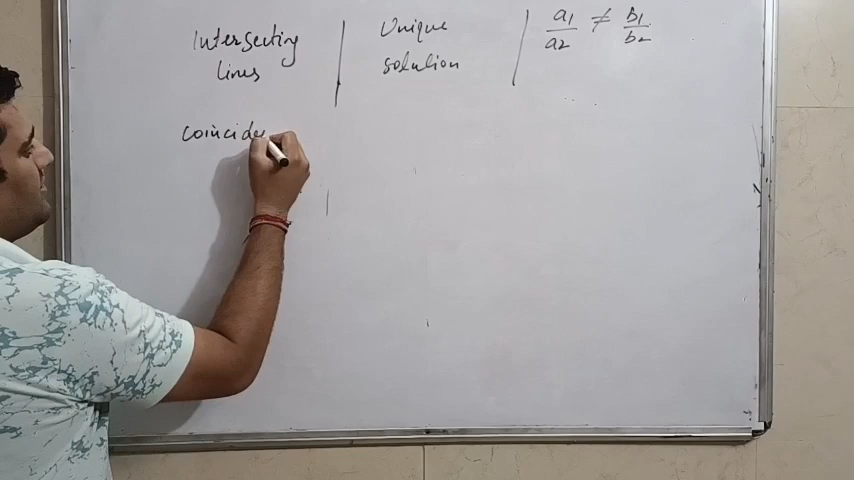 Intersecting
lines
Unique
solution
a1/a2 ≠ b1/b2
coincide